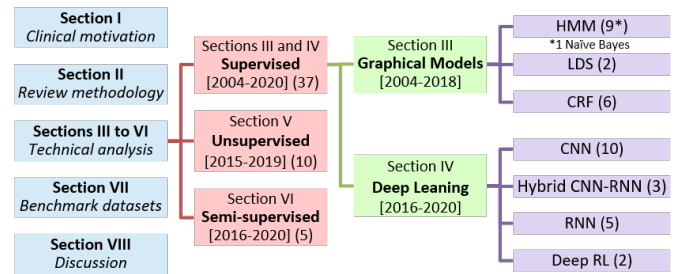 Section I
Clinical motivation
Section II
Review methodology
Sections III to VI
Technical analysis
Section VII
Benchmark datasets
Section VIII
Discussion
Sections III and IV
Supervised
[2004-2020] (37)
Section V
Unsupervised
[2015-2019] (10)
Section VI
Semi-supervised
[2016-2020] (5)
Section III
Graphical Models
[2004-2018]
Section IV
Deep Leaning
[2016-2020]
HMM (9*)
*1 Naïve Bayes
LDS (2)
CRF (6)
CNN (10)
Hybrid CNN-RNN (3)
RNN (5)
Deep RL (2)